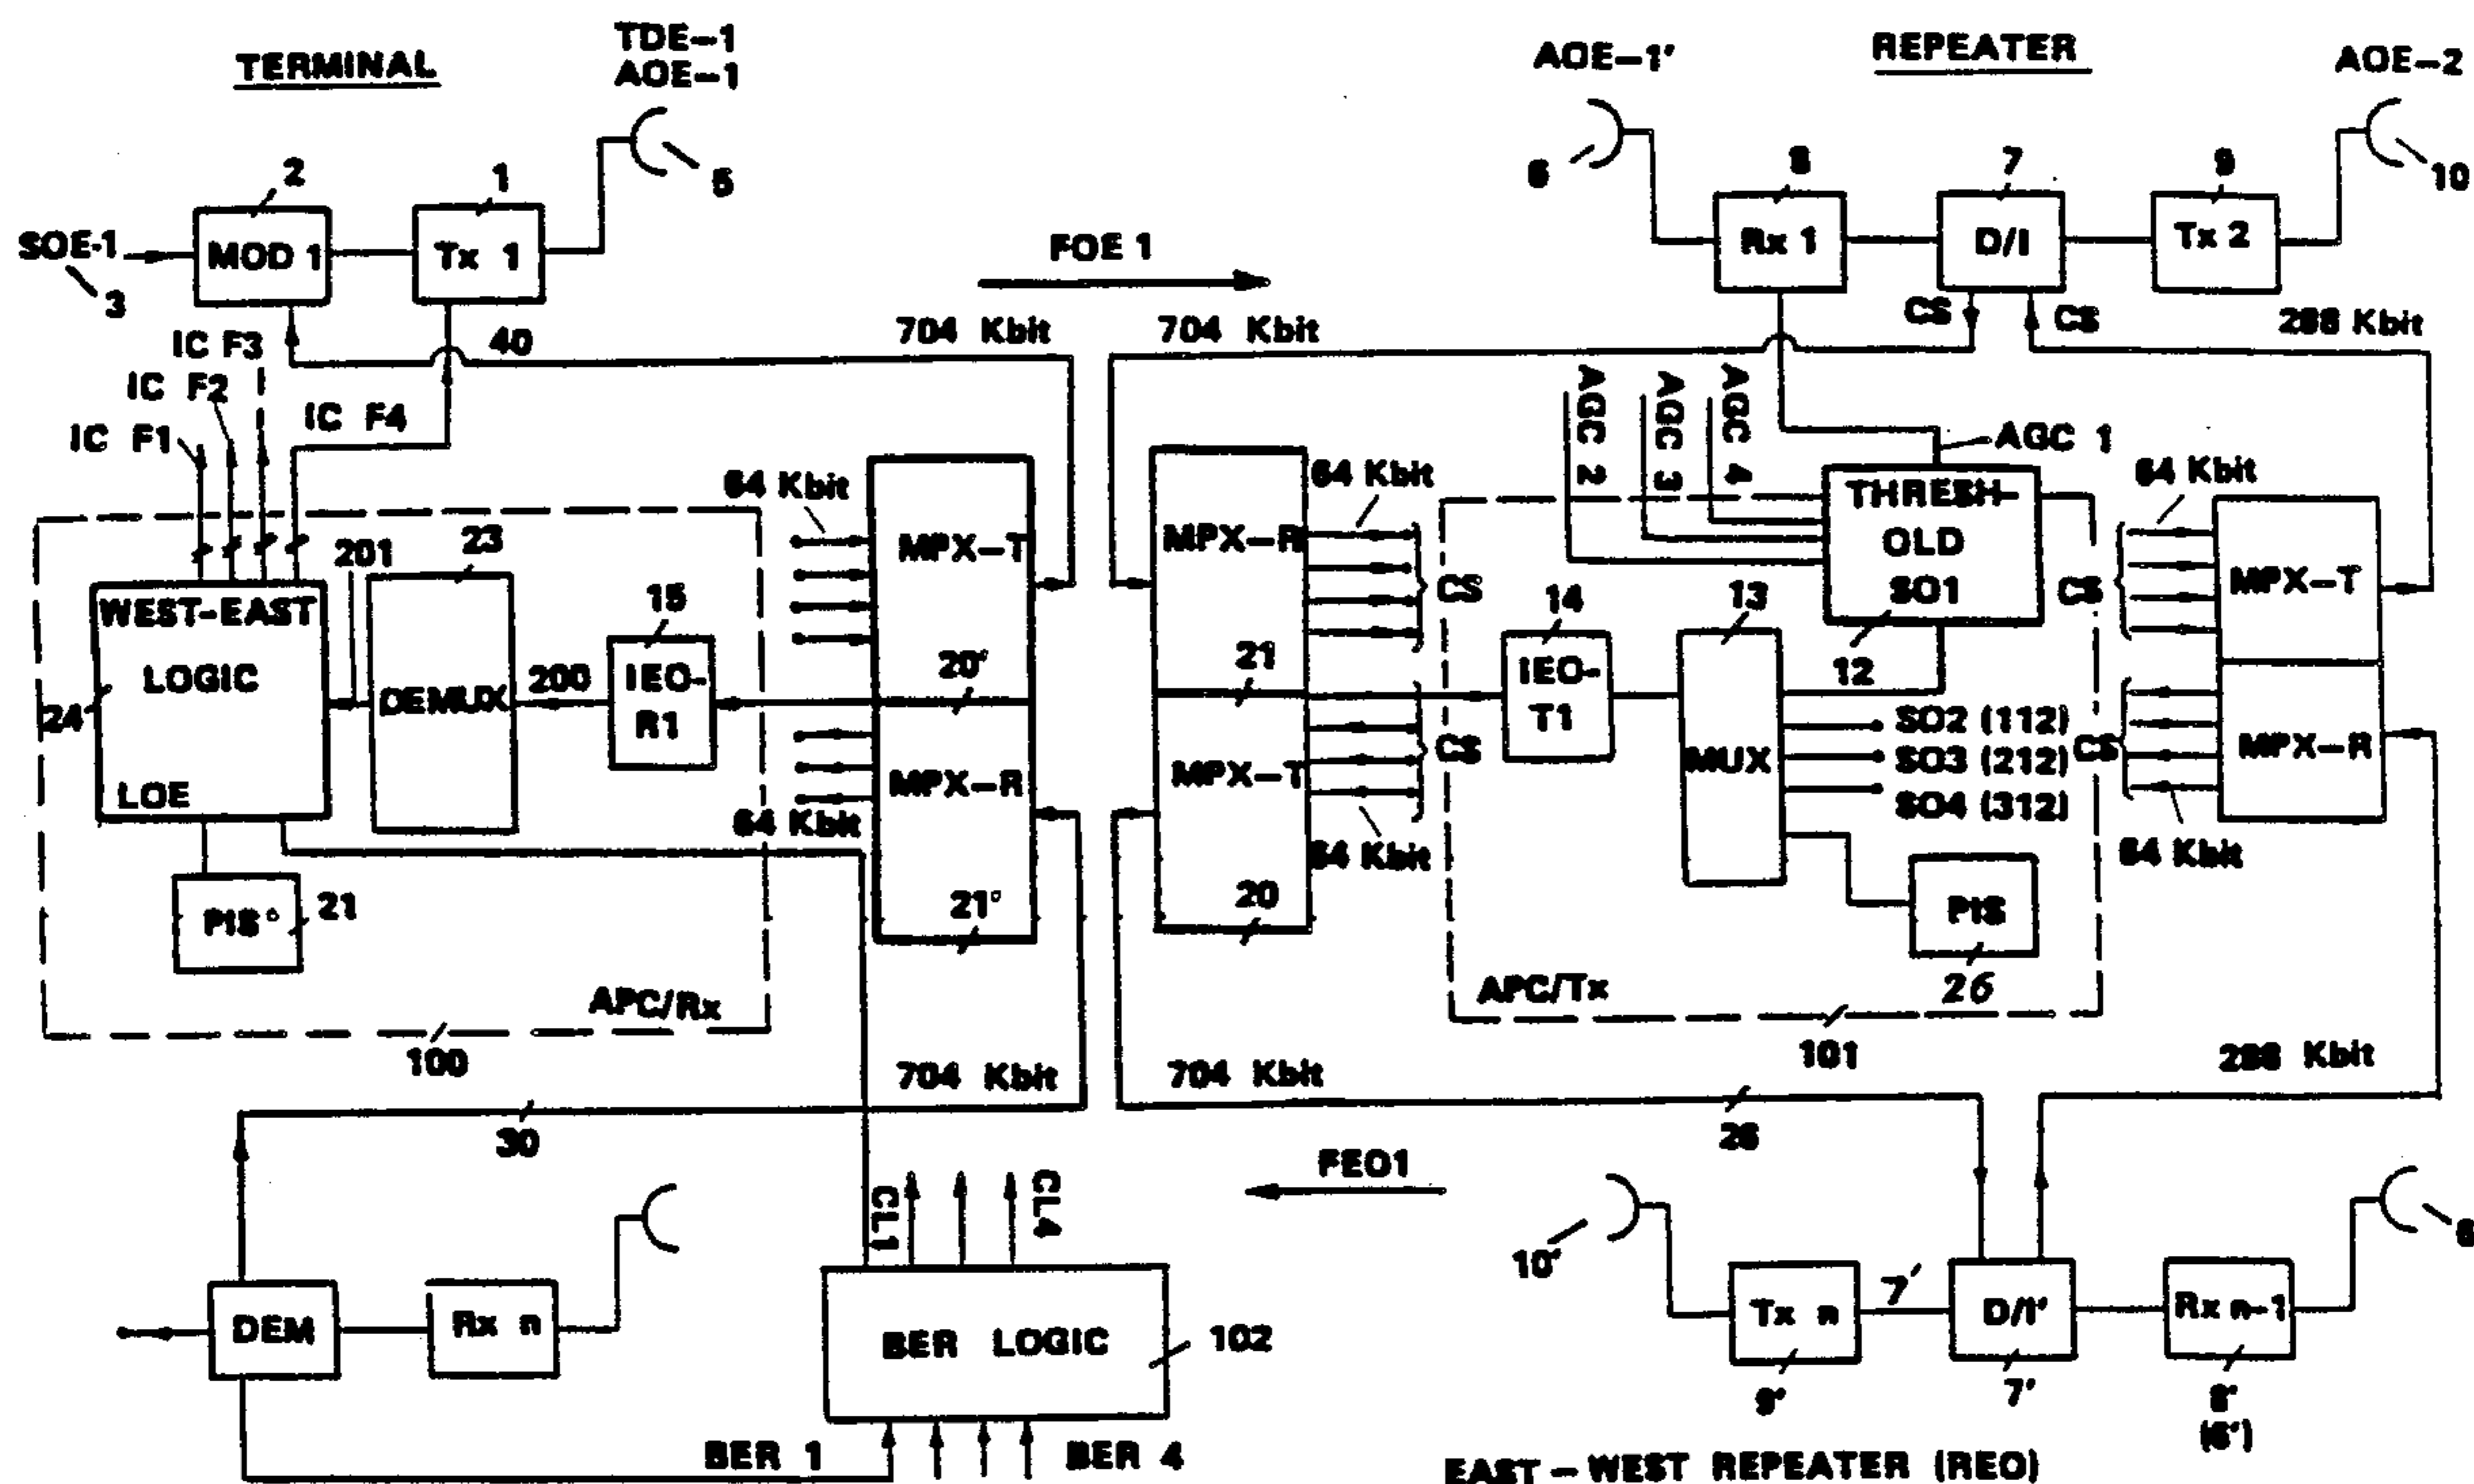 TERMINAL
TDE-1
AOE-1
AOE-1'
REPEATER
AOE-2
2
1
5
6
8
7
9
10
SOE-1
MOD 1
Tx 1
Rx 1
D/I
Tx 2
3
FOE 1
IC F3
40
704 Kbit
704 Kbit
CS
CS
IC F2
IC F4
IC F1
AGC 2
AGC 3
AGC 4
AGC 1
64 Kbit
64 Kbit
64 Kbit
201
23
MPX-T
MPX-R
THRESH-
OLD
SO1
CS
CS
MPX-T
WEST-EAST
LOGIC
15
14
13
12
24
DEMUX
200
IEO-
R1
20'
21
IEO-
T1
MUX
SO2 (112)
SO3 (212)
SO4 (312)
CS
CS
MPX-R
LOE
MPX-R
MPX-T
64 Kbit
64 Kbit
64 Kbit
PIS'
21
21'
20
PIS
26
APC/Rx
APC/Tx
100
101
704 Kbit
704 Kbit
30
26
FEO1
CL1
CL4
10'
DEM
Rx n
BER LOGIC
102
Tx n
7'
D/I'
Rx n-1
9'
7'
8'
(6')
BER 1
BER 4
EAST-WEST REPEATER (REO)